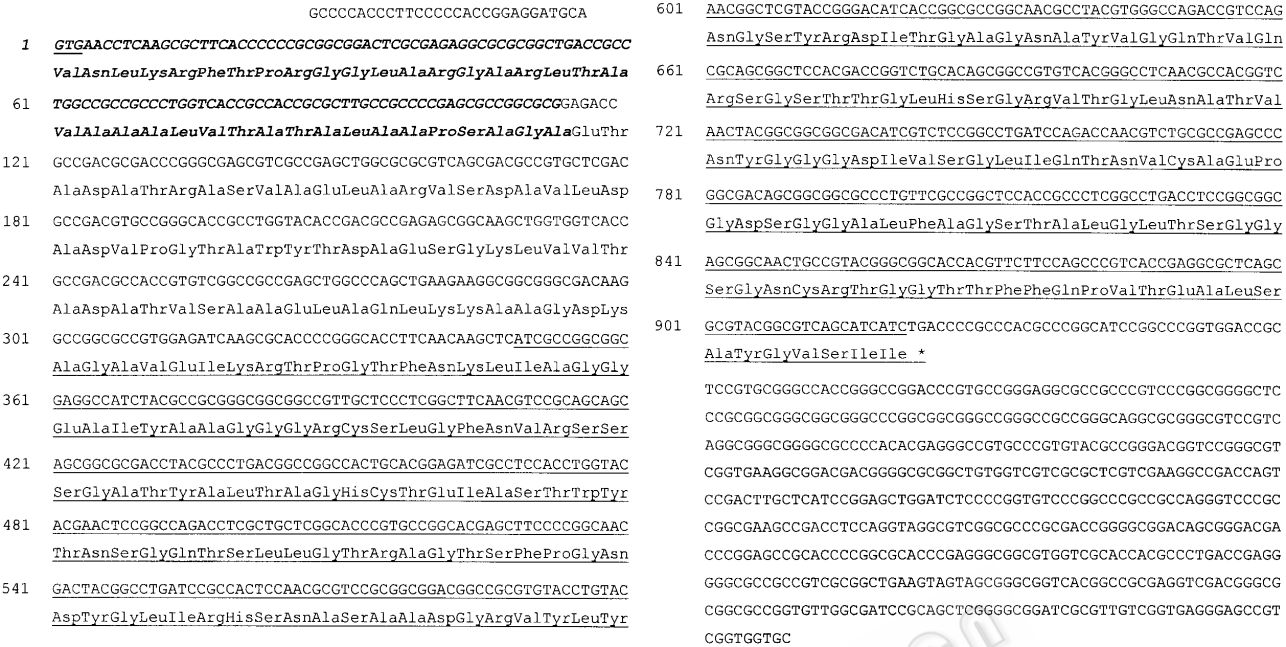 GCCCCACCCTTCCCCCACCGGAGGATGCA
1 GTGAACCTCAAGCGCTTCACCCCCCGCGGCGGACTCGCGAGAGGCGCGCGGCTGACCGCC
ValAsnLeuLysArgPheThrProArgGlyGlyLeuAlaArgGlyAlaArgLeuThrAla
61 TGGCCGCCGCCCTGGTCACCGCCACCGCGCTTGCCGCCCCGAGCGCCGGCGCGGAGACC
ValAlaAlaAlaLeuValThrAlaThrAlaLeuAlaAlaProSerAlaGlyAlaGluThr
121 GCCGACGCGACCCGGGCGAGCGTCGCCGAGCTGGCGCGCGTCAGCGACGCCGTGCTCGAC
AlaAspAlaThrArgAlaSerValAlaGluLeuAlaArgValSerAspAlaValLeuAsp
181 GCCGACGTGCCGGGCACCGCCTGGTACACCGACGCCGAGAGCGGCAAGCTGGTGGTCACC
AlaAspValProGlyThrAlaTrpTyrThrAspAlaGluSerGlyLysLeuValValThr
241 GCCGACGCCACCGTGTCGGCCGCCGAGCTGGCCCAGCTGAAGAAGGCGGCGGGCGACAAG
AlaAspAlaThrValSerAlaAlaGluLeuAlaGlnLeuLysLysAlaAlaGlyAspLys
301 GCCGGCGCCGTGGAGATCAAGCGCACCCCGGGCACCTTCAACAAGCTCATCGCCGGCGGC
AlaGlyAlaValGluIleLysArgThrProGlyThrPheAsnLysLeuIleAlaGlyGly
361 GAGGCCATCTACGCCGCGGGCGGCGGCCGTTGCTCCCTCGGCTTCAACGTCCGCAGCAGC
GluAlaIleTyrAlaAlaGlyGlyGlyArgCysSerLeuGlyPheAsnValArgSerSer
421 AGCGGCGCGACCTACGCCCTGACGGCCGGCCACTGCACGGAGATCGCCTCCACCTGGTAC
SerGlyAlaThrTyrAlaLeuThrAlaGlyHisCysThrGluIleAlaSerThrTrpTyr
481 ACGAACTCCGGCCAGACCTCGCTGCTCGGCACCCGTGCCGGCACGAGCTTCCCCGGCAAC
ThrAsnSerGlyGlnThrSerLeuLeuGlyThrArgAlaGlyThrSerPheProGlyAsn
541 GACTACGGCCTGATCCGCCACTCCAACGCGTCCGCGGCGGACGGCCGCGTGTACCTGTAC
AspTyrGlyLeuIleArgHisSerAsnAlaSerAlaAlaAspGlyArgValTyrLeuTyr
601 AACGGCTCGTACCGGGACATCACCGGCGCCGGCAACGCCTACGTGGGCCAGACCGTCCAG
AsnGlySerTyrArgAspIleThrGlyAlaGlyAsnAlaTyrValGlyGlnThrValGln
661 CGCAGCGGCTCCACGACCGGTCTGCACAGCGGCCGTGTCACGGGCCTCAACGCCACGGTC
ArgSerGlySerThrThrGlyLeuHisSerGlyArgValThrGlyLeuAsnAlaThrVal
721 AACTACGGCGGCGGCGACATCGTCTCCGGCCTGATCCAGACCAACGTCTGCGCCGAGCCC
AsnTyrGlyGlyGlyAspIleValSerGlyLeuIleGlnThrAsnValCysAlaGluPro
781 GGCGACAGCGGCGGCGCCCTGTTCGCCGGCTCCACCGCCCTCGGCCTGACCTCCGGCGGC
GlyAspSerGlyGlyAlaLeuPheAlaGlySerThrAlaLeuGlyLeuThrSerGlyGly
841 AGCGGCAACTGCCGTACGGGCGGCACCACGTTCTTCCAGCCCGTCACCGAGGCGCTCAGC
SerGlyAsnCysArgThrGlyGlyThrThrPhePheGlnProValThrGluAlaLeuSer
901 GCGTACGGCGTCAGCATCATCTGACCCCGCCCACGCCCGGCATCCGGCCCGGTGGACCGC
AlaTyrGlyValSerIleIle *
TCCGTGCGGGCCACCGGGCCGGACCCGTGCCGGGAGGCGCCGCCCGTCCCGGCGGGGCTC
CCGCGGCGGGCGGCGGGCCCGGCGGCGGGCCGGGCCGCCGGGCAGGCGCGGGCGTCCGTC
AGGCGGGCGGGGCGCCCCACACGAGGGCCGTGCCCGTGTACGCCGGGACGGTCCGGGCGT
CGGTGAAGGCGGACGACGGGGCGCGGCTGTGGTCGTCGCGCTCGTCGAAGGCCGACCAGT
CCGACTTGCTCATCCGGAGCTGGATCTCCCCGGTGTCCCGGCCCGCCGCCAGGGTCCCGC
CGGCGAAGCCGACCTCCAGGTAGGCGTCGGCGCCCGCGACCGGGGCGGACAGCGGGACGA
CCCGGAGCCGCACCCCGGCGCACCCGAGGGCGGCGTGGTCGCACCACGCCCTGACCGAGG
GGGCGCCGCCGTCGCGGCTGAAGTAGTAGCGGGCGGTCACGGCCGCGAGGTCGACGGGCG
CGGCGCCGGTGTTGGCGATCCGCAGCTCGGGGCGGATCGCGTTGTCGGTGAGGGAGCCGT
CGGTGGTGC